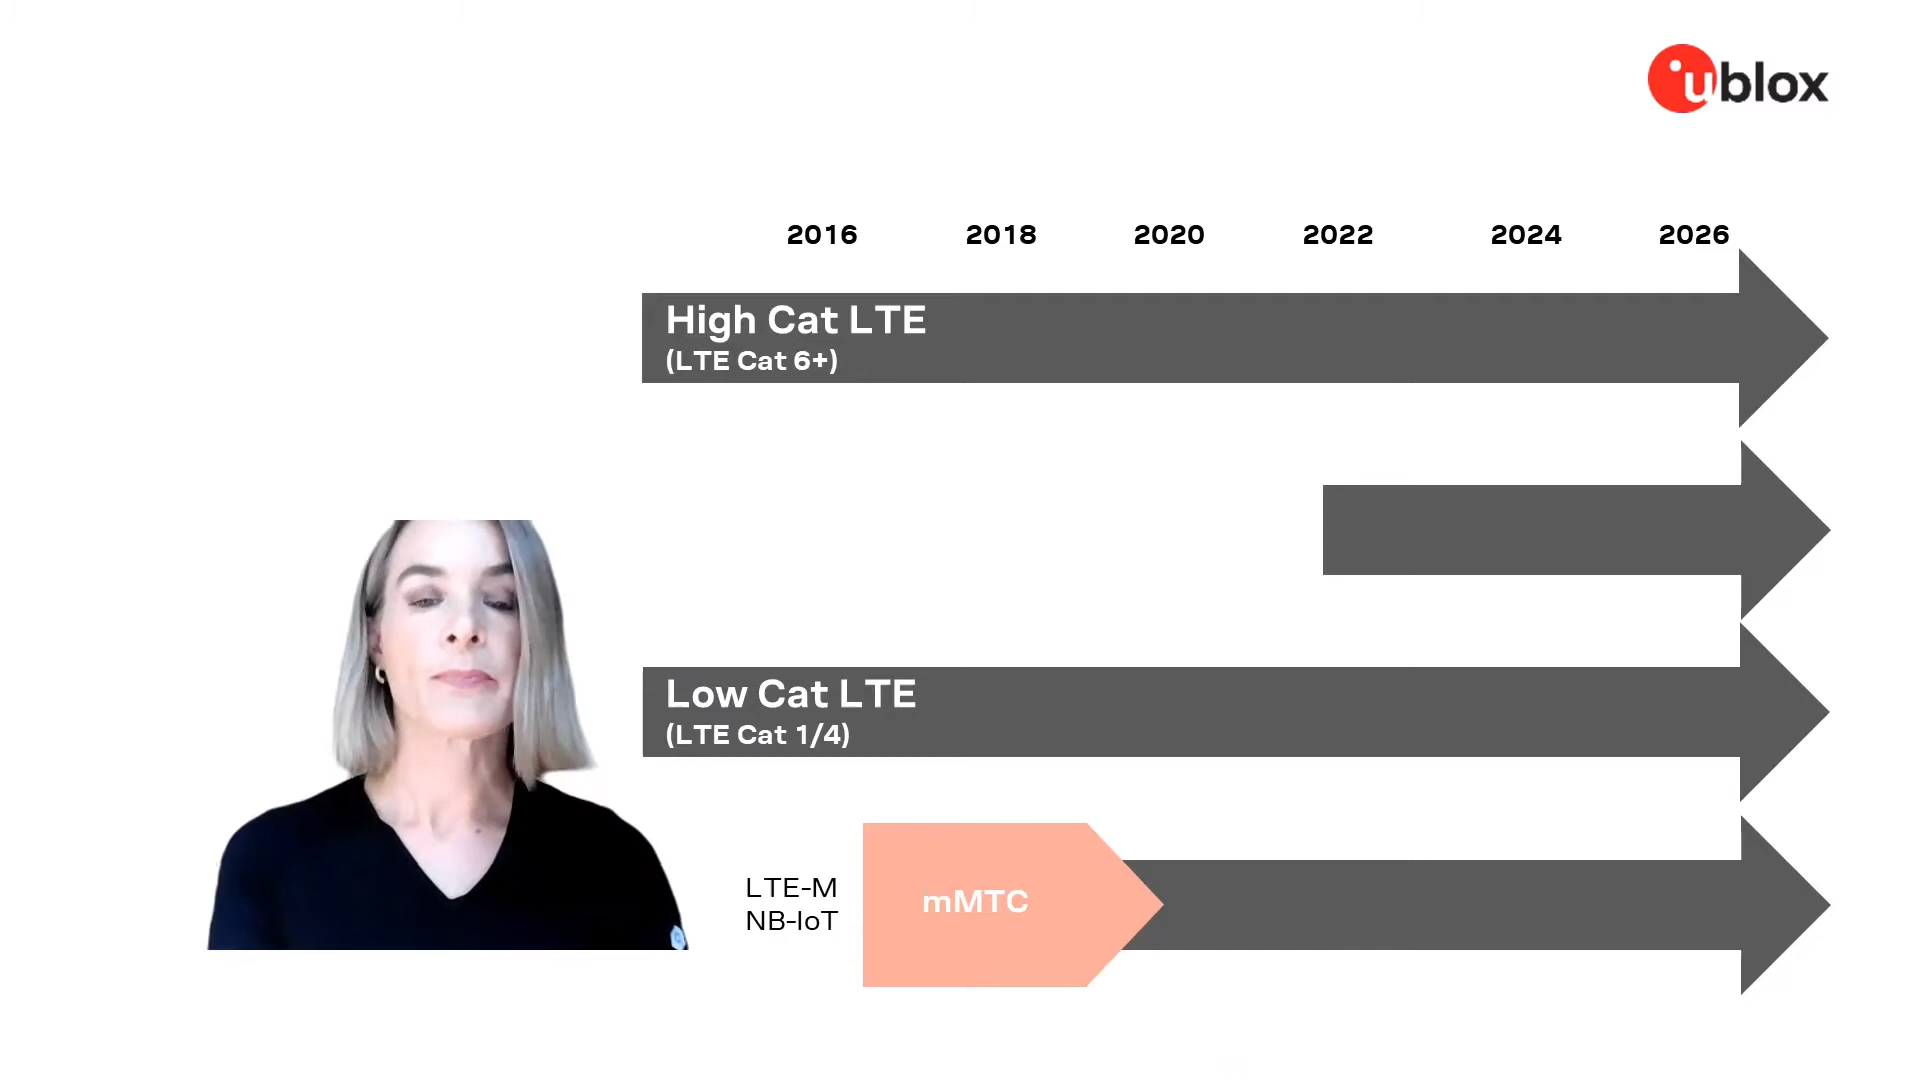 ublox
2016 2018 2020 2022 2024 2026
High Cat LTE
(LTE Cat 6+)
Low Cat LTE
(LTE Cat 1/4)
LTE-M
NB-IoT
mMTC